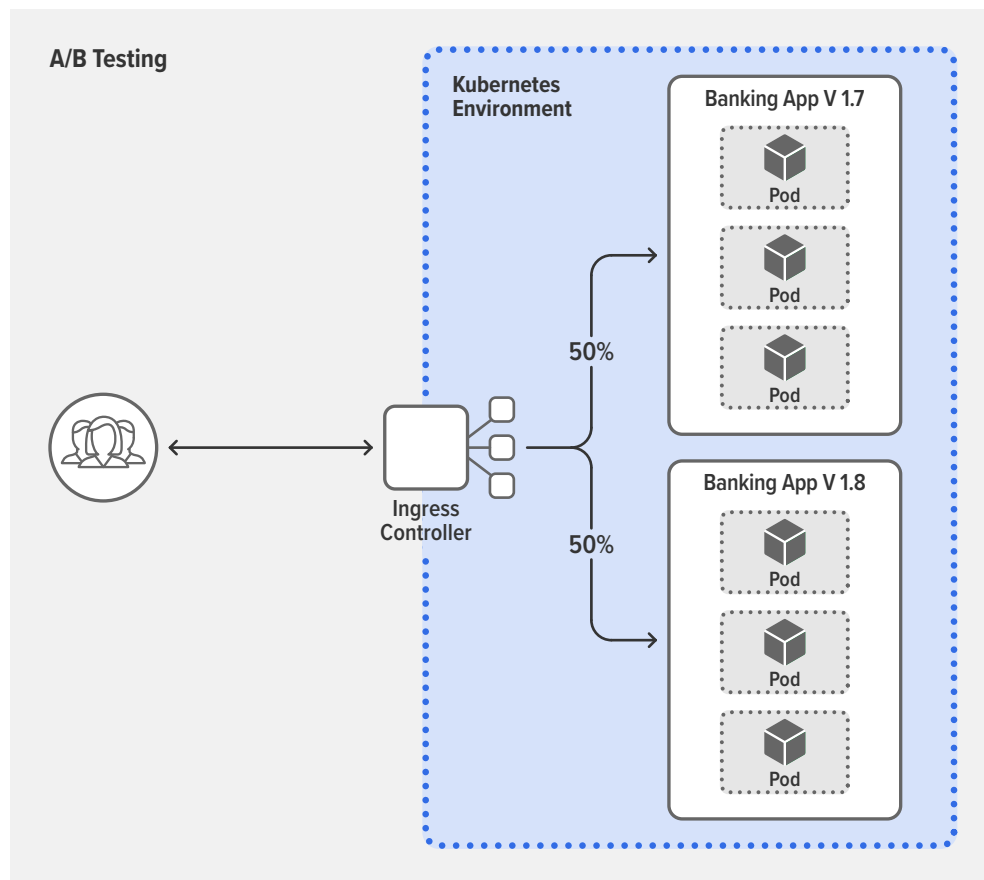 A/B Testing
Kubernetes
Environment
Banking App V 1.7
Pod
Pod
Pod
50%
Ingress
Controller
50%
Banking App V 1.8
Pod
Pod
Pod